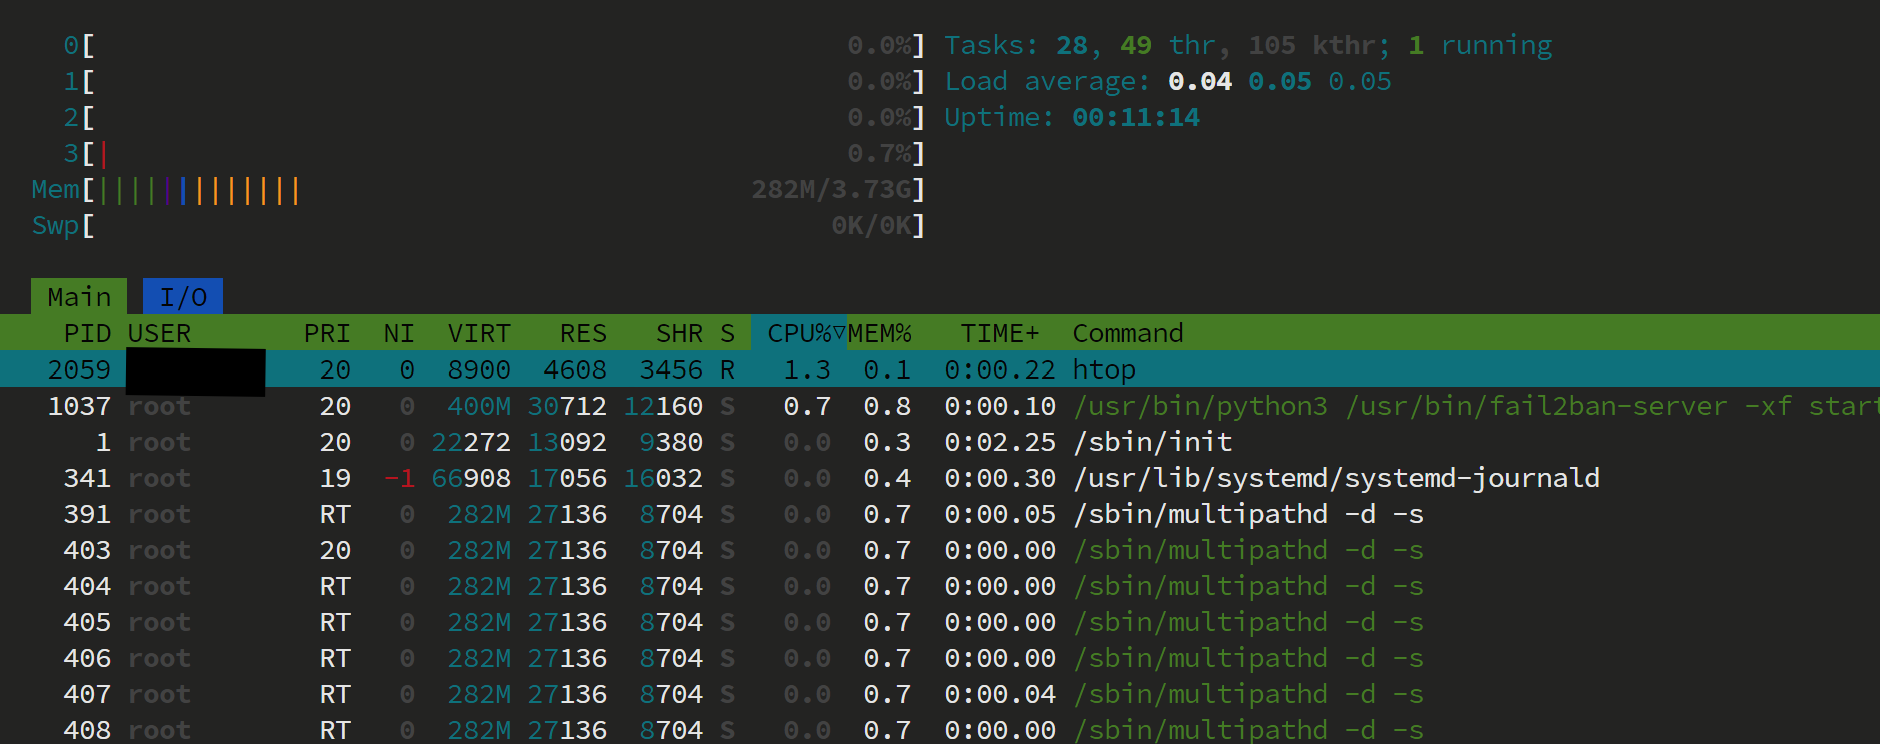 0[ 0.0%] Tasks: 28, 49 thr, 105 kthr; 1 running
1[ 0.0%] Load average: 0.04 0.05 0.05
2[ 0.0%] Uptime: 00:11:14
3[| 0.7%]
Mem[||||||||||||| 282M/3.73G]
Swp[ 0K/0K]
Main I/O
PID USER PRI NI VIRT RES SHR S CPU%▽MEM% TIME+ Command
2059 20 0 8900 4608 3456 R 1.3 0.1 0:00.22 htop
1037 root 20 0 400M 30712 12160 S 0.7 0.8 0:00.10 /usr/bin/python3 /usr/bin/fail2ban-server -xf start
1 root 20 0 22272 13092 9380 S 0.0 0.3 0:02.25 /sbin/init
341 root 19 -1 66908 17056 16032 S 0.0 0.4 0:00.30 /usr/lib/systemd/systemd-journald
391 root RT 0 282M 27136 8704 S 0.0 0.7 0:00.05 /sbin/multipathd -d -s
403 root 20 0 282M 27136 8704 S 0.0 0.7 0:00.00 /sbin/multipathd -d -s
404 root RT 0 282M 27136 8704 S 0.0 0.7 0:00.00 /sbin/multipathd -d -s
405 root RT 0 282M 27136 8704 S 0.0 0.7 0:00.00 /sbin/multipathd -d -s
406 root RT 0 282M 27136 8704 S 0.0 0.7 0:00.00 /sbin/multipathd -d -s
407 root RT 0 282M 27136 8704 S 0.0 0.7 0:00.04 /sbin/multipathd -d -s
408 root RT 0 282M 27136 8704 S 0.0 0.7 0:00.00 /sbin/multipathd -d -s